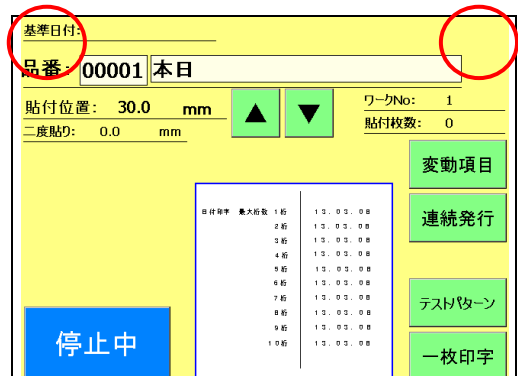 基準日付:
品番: 00001 本日
貼付位置: 30.0 mm ▲ ▼ ワークNo: 1
二度貼り: 0.0 mm 貼付枚数: 0
変動項目
連続発行
日付印字 最大桁数 1桁 13.03.08
2桁 13.03.08
3桁 13.03.08
4桁 13.03.08
5桁 13.03.08
6桁 13.03.08
7桁 13.03.08
8桁 13.03.08
9桁 13.03.08
10桁 13.03.08
テストパターン
停止中
一枚印字